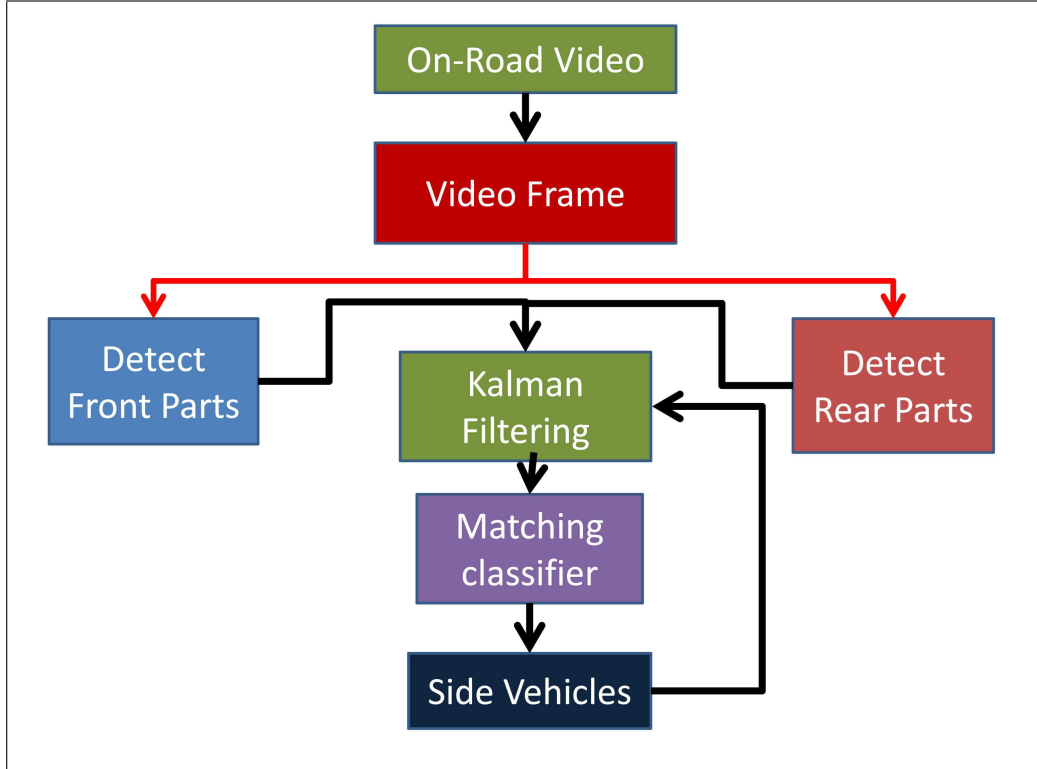 On-Road Video
Video Frame
Detect
Front Parts
Kalman
Filtering
Detect
Rear Parts
Matching
classifier
Side Vehicles